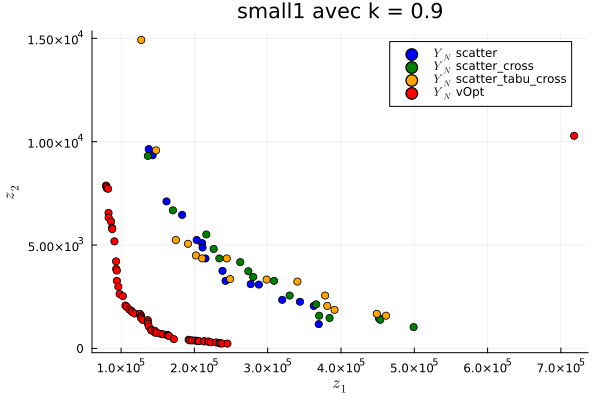 small1 avec k = 0.9
1.50×10⁴
1.00×10⁴
5.00×10³
0
z₂
Y_N scatter
Y_N scatter_cross
Y_N scatter_tabu_cross
Y_N vOpt
1.0×10⁵ 2.0×10⁵ 3.0×10⁵ 4.0×10⁵ 5.0×10⁵ 6.0×10⁵ 7.0×10⁵
z₁